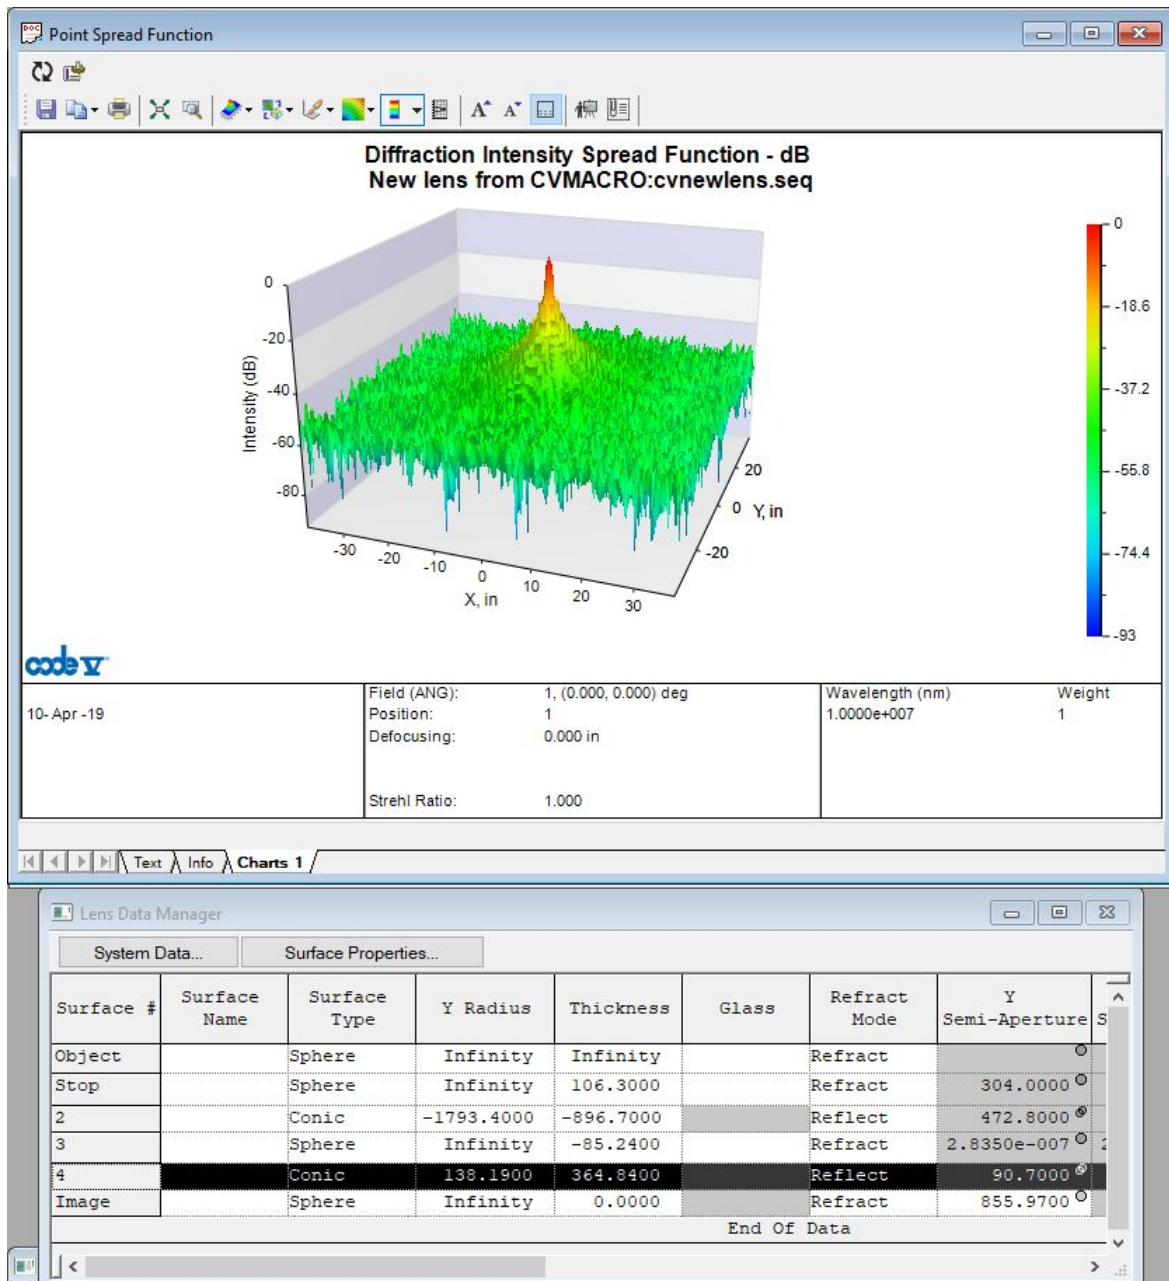 Point Spread Function
Diffraction Intensity Spread Function - dB
New lens from CVMACRO:cvnewlens.seq
0
-20
-40
-60
-80
Intensity (dB)
-30
-20
-10
0
10
20
30
X, in
20
0
-20
Y, in
0
-18.6
-37.2
-55.8
-74.4
-93
code V
10-Apr-19
Field (ANG): 1, (0.000, 0.000) deg
Position: 1
Defocusing: 0.000 in
Strehl Ratio: 1.000
Wavelength (nm) Weight
1.0000e+007 1
Text Info Charts 1
Lens Data Manager
System Data... Surface Properties...
Surface # Surface Name Surface Type Y Radius Thickness Glass Refract Mode Y Semi-Aperture S
Object Sphere Infinity Infinity Refract
Stop Sphere Infinity 106.3000 Refract 304.0000
2 Conic -1793.4000 -896.7000 Reflect 472.8000
3 Sphere Infinity -85.2400 Refract 2.8350e-007 2
4 Conic 138.1900 364.8400 Reflect 90.7000
Image Sphere Infinity 0.0000 Refract 855.9700
End Of Data